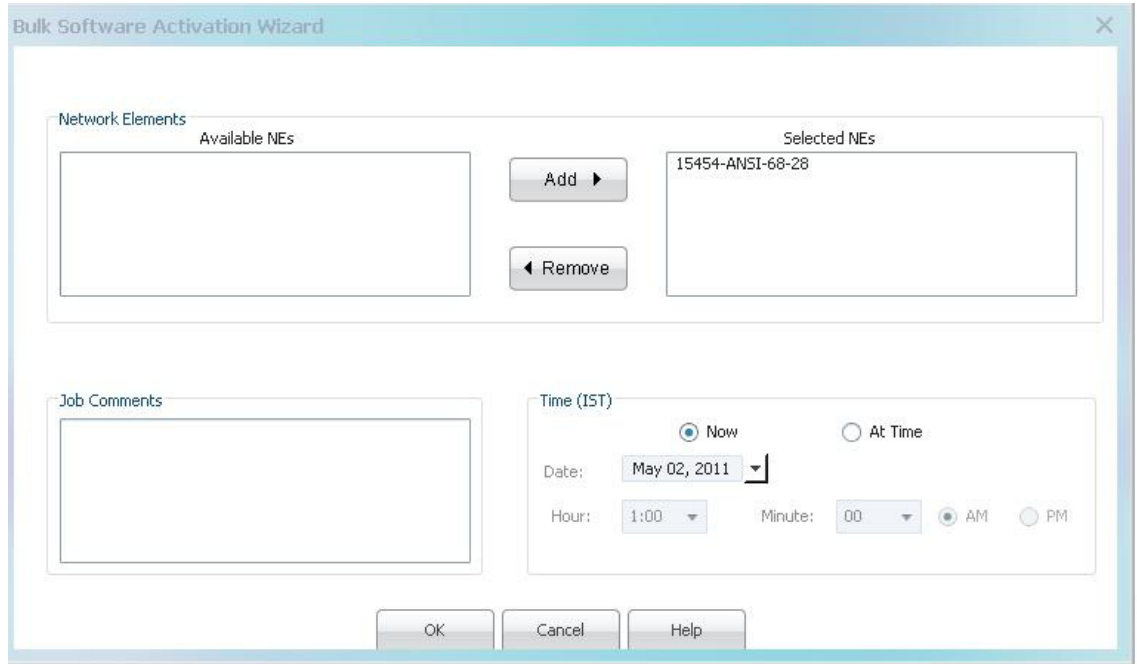 Bulk Software Activation Wizard
Network Elements
Available NEs
Selected NEs
15454-ANSI-68-28
Add
Remove
Job Comments
Time (IST)
Now
At Time
Date: May 02, 2011
Hour: 1:00 Minute: 00 AM PM
OK Cancel Help